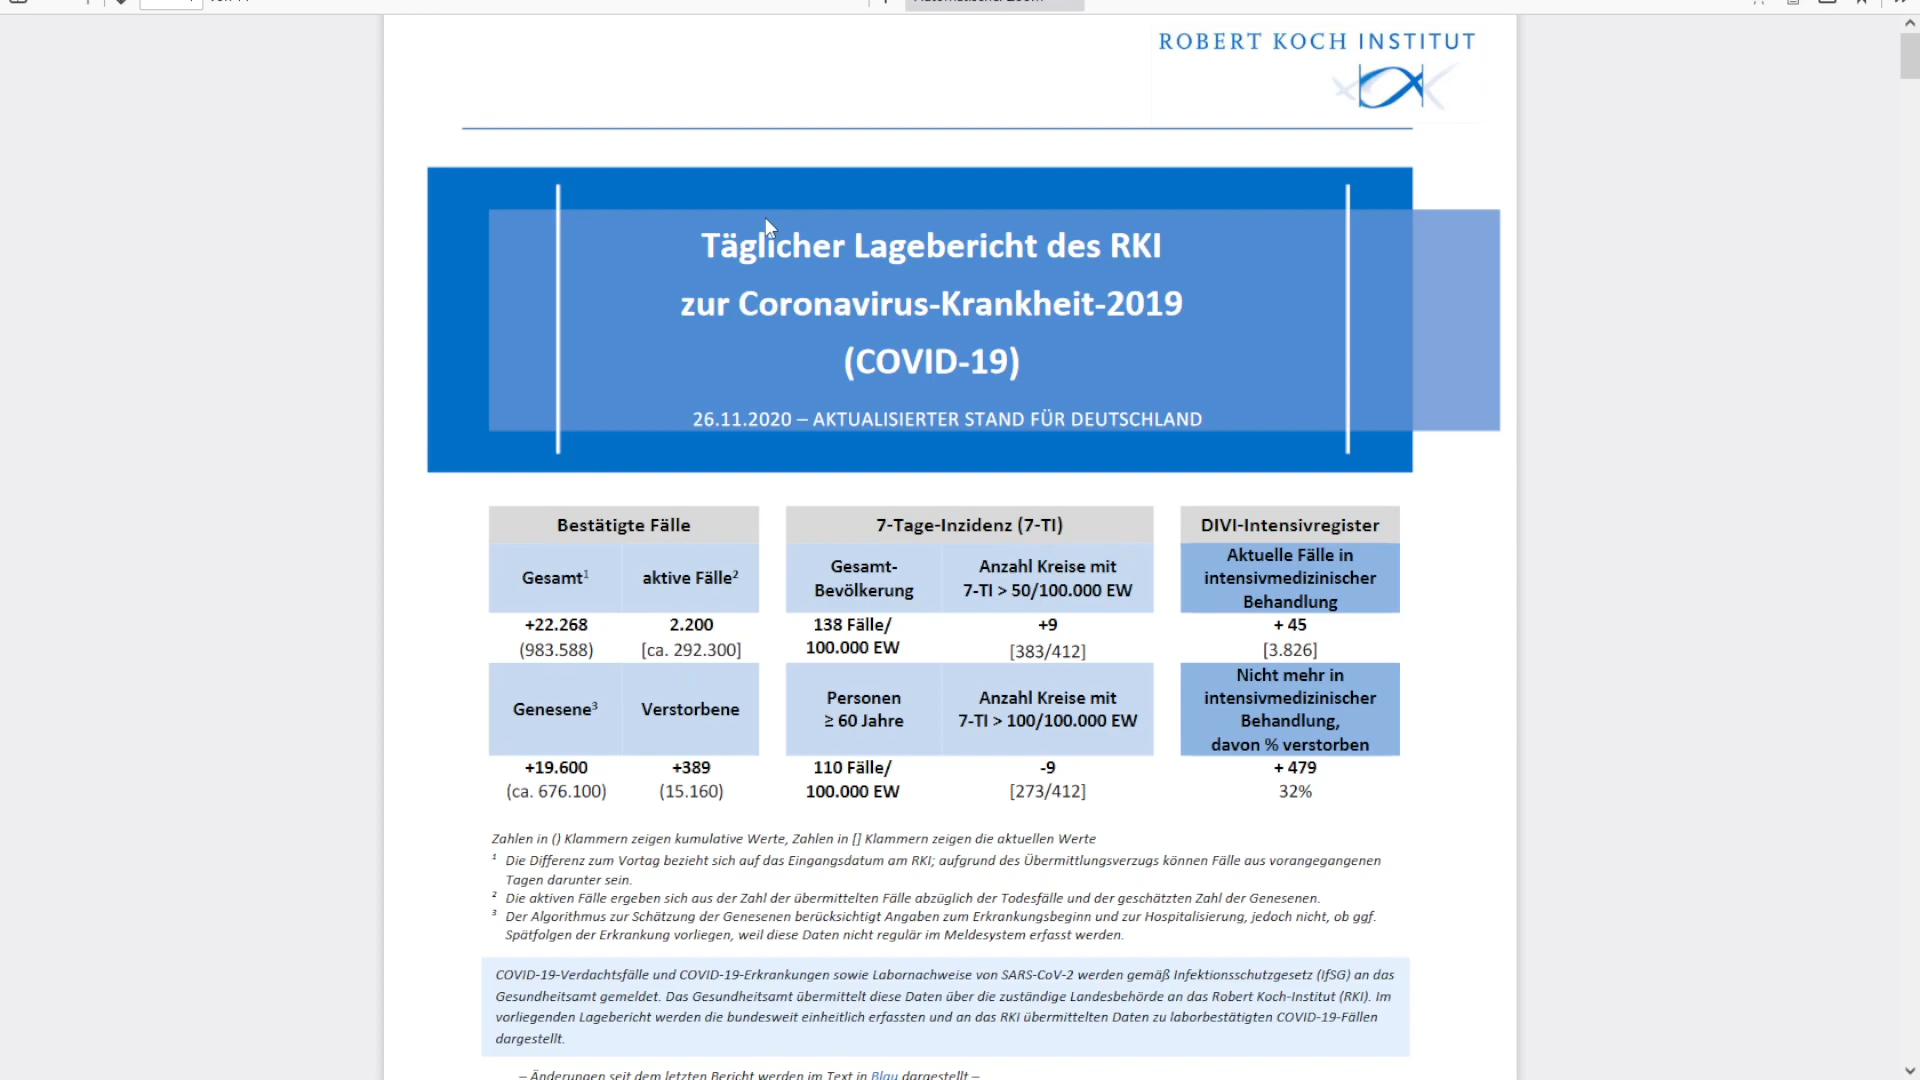 ROBERT KOCH INSTITUT
Täglicher Lagebericht des RKI
zur Coronavirus-Krankheit-2019
(COVID-19)
26.11.2020 – AKTUALISIERTER STAND FÜR DEUTSCHLAND
Bestätigte Fälle
Gesamt¹ aktive Fälle²
+22.268 2.200
(983.588) [ca. 292.300]
Genesene³ Verstorbene
+19.600 +389
(ca. 676.100) (15.160)
7-Tage-Inzidenz (7-TI)
Gesamt- Anzahl Kreise mit
Bevölkerung 7-TI > 50/100.000 EW
138 Fälle/ +9
100.000 EW [383/412]
Personen Anzahl Kreise mit
≥ 60 Jahre 7-TI > 100/100.000 EW
110 Fälle/ -9
100.000 EW [273/412]
DIVI-Intensivregister
Aktuelle Fälle in
intensivmedizinischer
Behandlung
+ 45
[3.826]
Nicht mehr in
intensivmedizinischer
Behandlung,
davon % verstorben
+ 479
32%
Zahlen in () Klammern zeigen kumulative Werte, Zahlen in [] Klammern zeigen die aktuellen Werte
¹ Die Differenz zum Vortag bezieht sich auf das Eingangsdatum am RKI; aufgrund des Übermittlungsverzugs können Fälle aus vorangegangenen
Tagen darunter sein.
² Die aktiven Fälle ergeben sich aus der Zahl der übermittelten Fälle abzüglich der Todesfälle und der geschätzten Zahl der Genesenen.
³ Der Algorithmus zur Schätzung der Genesenen berücksichtigt Angaben zum Erkrankungsbeginn und zur Hospitalisierung, jedoch nicht, ob ggf.
Spätfolgen der Erkrankung vorliegen, weil diese Daten nicht regulär im Meldesystem erfasst werden.
COVID-19-Verdachtsfälle und COVID-19-Erkrankungen sowie Labornachweise von SARS-CoV-2 werden gemäß Infektionsschutzgesetz (IfSG) an das
Gesundheitsamt gemeldet. Das Gesundheitsamt übermittelt diese Daten über die zuständige Landesbehörde an das Robert Koch-Institut (RKI). Im
vorliegenden Lagebericht werden die bundesweit einheitlich erfassten und an das RKI übermittelten Daten zu laborbestätigten COVID-19-Fällen
dargestellt.
– Änderungen seit dem letzten Bericht werden im Text in Blau dargestellt –